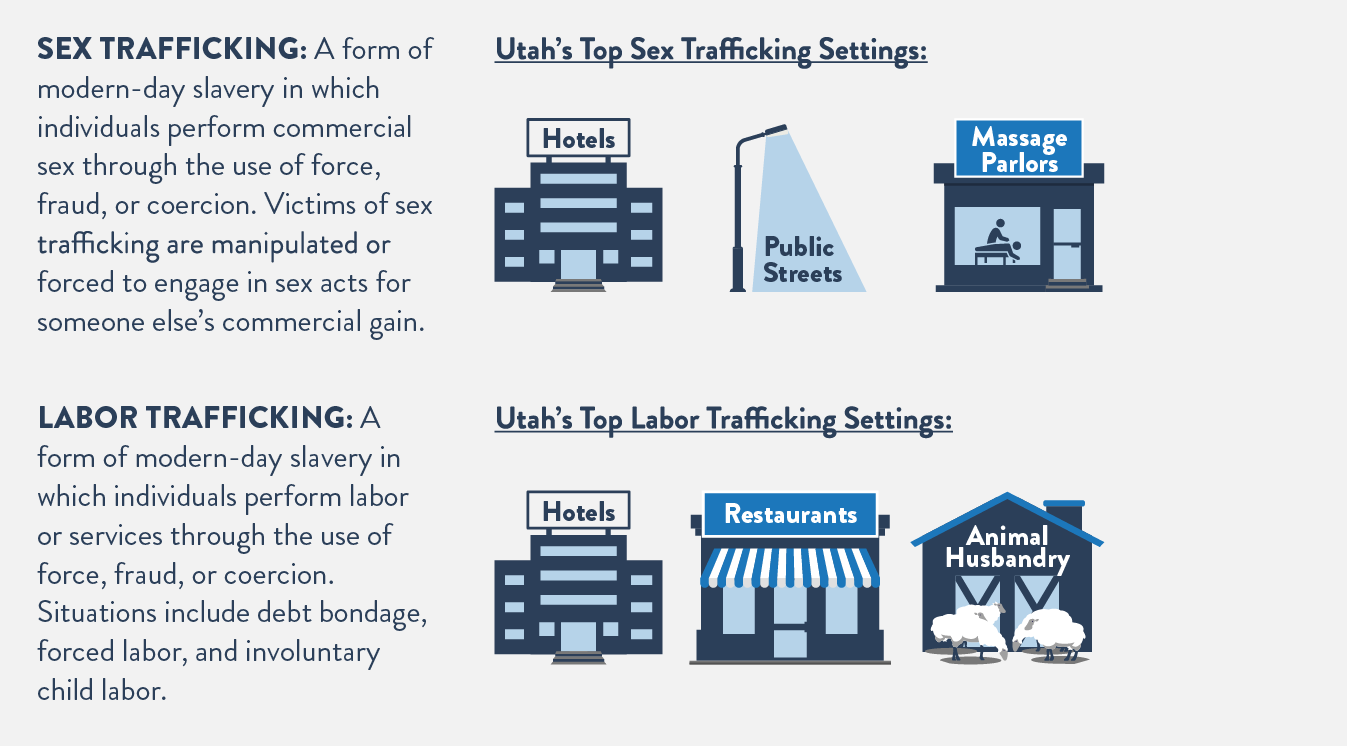 SEX TRAFFICKING: A form of
modern-day slavery in which
individuals perform commercial
sex through the use of force,
fraud, or coercion. Victims of sex
trafficking are manipulated or
forced to engage in sex acts for
someone else’s commercial gain.
Utah’s Top Sex Trafficking Settings:
Hotels
Public
Streets
Massage
Parlors
LABOR TRAFFICKING: A
form of modern-day slavery in
which individuals perform labor
or services through the use of
force, fraud, or coercion.
Situations include debt bondage,
forced labor, and involuntary
child labor.
Utah’s Top Labor Trafficking Settings:
Hotels
Restaurants
Animal
Husbandry